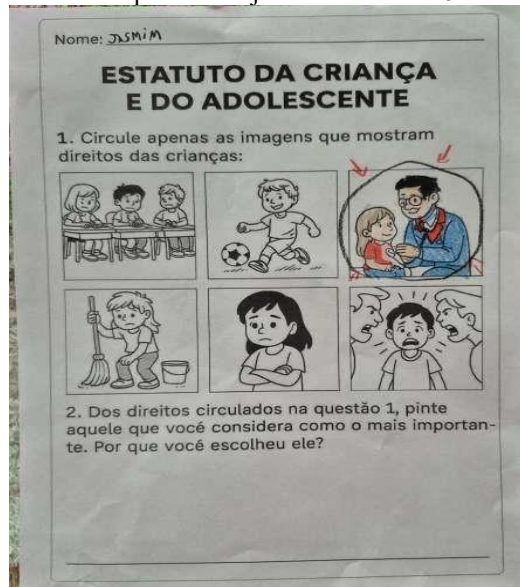 Nome: JASMIM
ESTATUTO DA CRIANÇA
E DO ADOLESCENTE
1. Circule apenas as imagens que mostram
direitos das crianças:
2. Dos direitos circulados na questão 1, pinte
aquele que você considera como o mais importan-
te. Por que você escolheu ele?